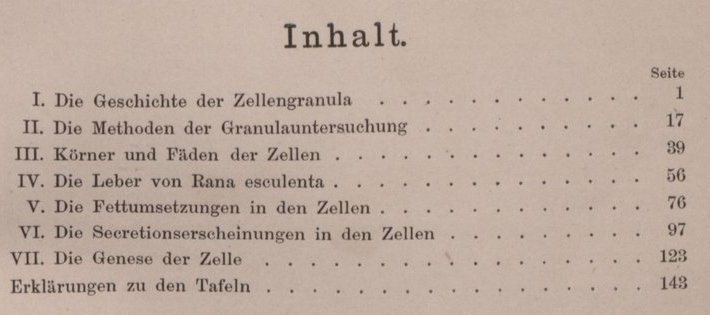 Inhalt.
Seite
I. Die Geschichte der Zellengranula . . . . . . . . . . . . 1
II. Die Methoden der Granulauntersuchung . . . . . . . . . . 17
III. Körner und Fäden der Zellen . . . . . . . . . . . . . . 39
IV. Die Leber von Rana esculenta . . . . . . . . . . . . . . 56
V. Die Fettumsetzungen in den Zellen . . . . . . . . . . . . 76
VI. Die Secretionserscheinungen in den Zellen . . . . . . . . . 97
VII. Die Genese der Zelle . . . . . . . . . . . . . . . . . 123
Erklärungen zu den Tafeln . . . . . . . . . . . . . . . . . 143